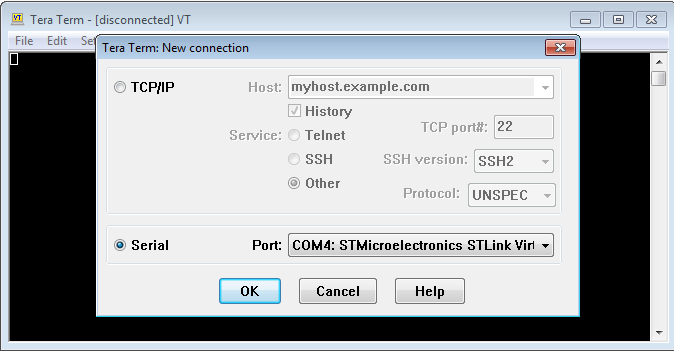 VT Tera Term - [disconnected] VT
File Edit Set
Tera Term: New connection
TCP/IP Host: myhost.example.com
History
Service: Telnet TCP port#: 22
SSH SSH version: SSH2
Other Protocol: UNSPEC
Serial Port: COM4: STMicroelectronics STLink Virt
OK Cancel Help